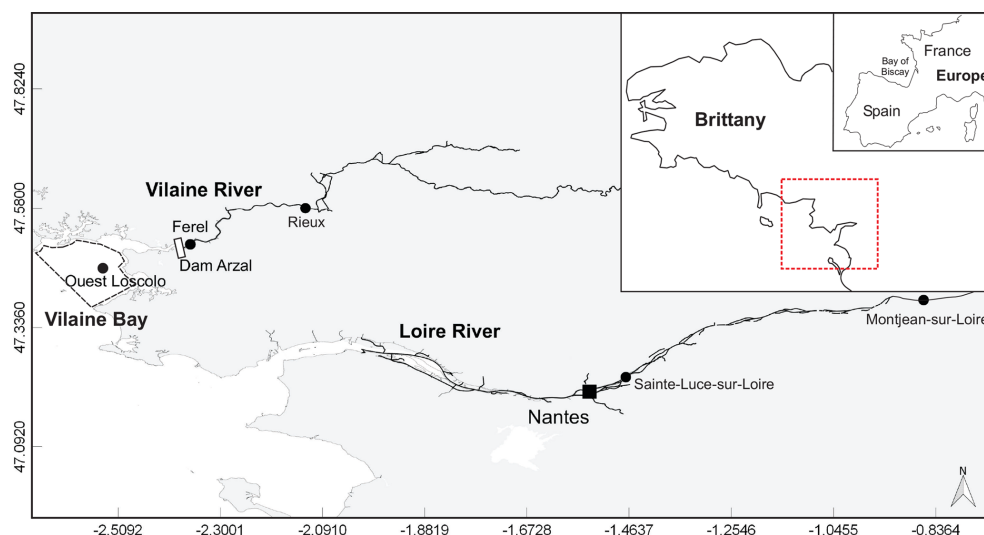 France
Bay of
Biscay
Europe
Spain
Brittany
Vilaine River
Ferel
Rieux
Dam Arzal
Ouest Loscolo
Vilaine Bay
Loire River
Montjean-sur-Loire
Sainte-Luce-sur-Loire
Nantes
N
47.8240
47.5800
47.3360
47.0920
-2.5092
-2.3001
-2.0910
-1.8819
-1.6728
-1.4637
-1.2546
-1.0455
-0.8364